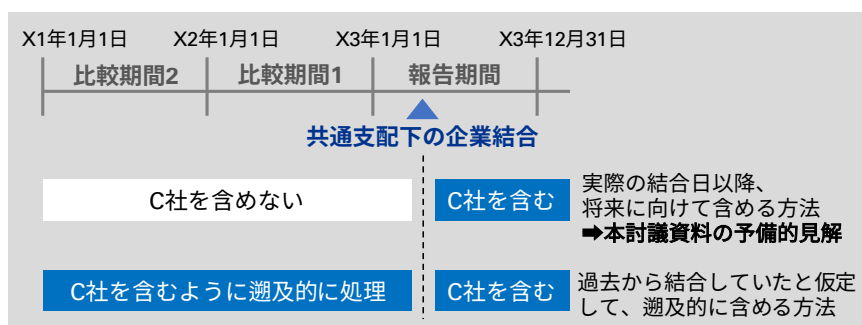 X1年1月1日 X2年1月1日 X3年1月1日 X3年12月31日
比較期間2 比較期間1 報告期間
共通支配下の企業結合
C社を含めない C社を含む 実際の結合日以降、
将来に向けて含める方法
➡本討議資料の予備的見解
C社を含むように遡及的に処理 C社を含む 過去から結合していたと仮定
して、遡及的に含める方法